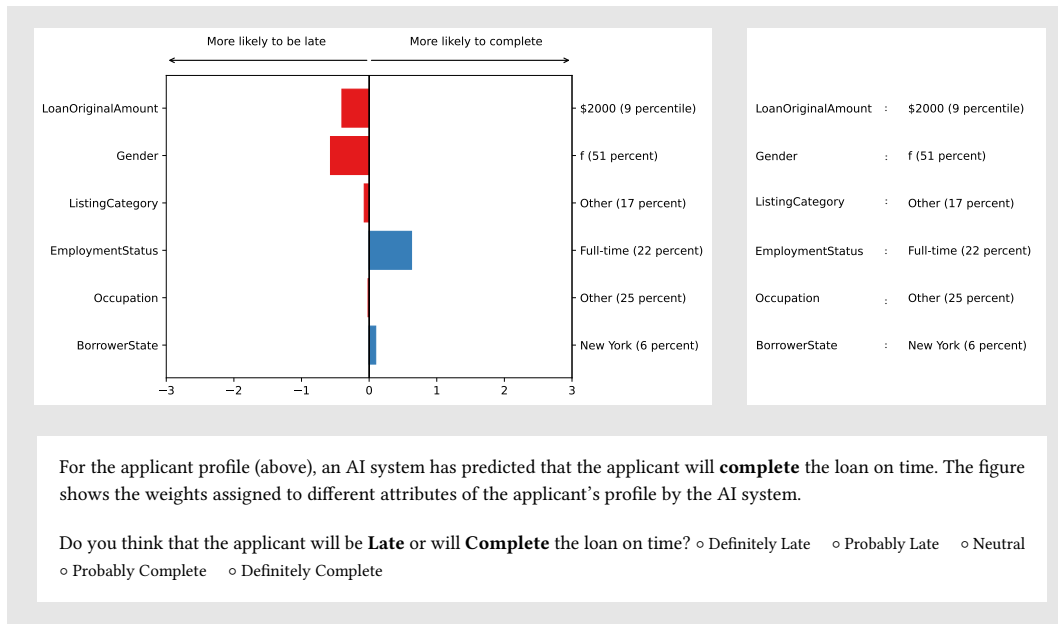 More likely to be late More likely to complete
LoanOriginalAmount $2000 (9 percentile)
Gender f (51 percent)
ListingCategory Other (17 percent)
EmploymentStatus Full-time (22 percent)
Occupation Other (25 percent)
BorrowerState New York (6 percent)
−3 −2 −1 0 1 2 3
LoanOriginalAmount : $2000 (9 percentile)
Gender : f (51 percent)
ListingCategory : Other (17 percent)
EmploymentStatus : Full-time (22 percent)
Occupation : Other (25 percent)
BorrowerState : New York (6 percent)
For the applicant profile (above), an AI system has predicted that the applicant will complete the loan on time. The figure
shows the weights assigned to different attributes of the applicant's profile by the AI system.
Do you think that the applicant will be Late or will Complete the loan on time? ○ Definitely Late ○ Probably Late ○ Neutral
○ Probably Complete ○ Definitely Complete